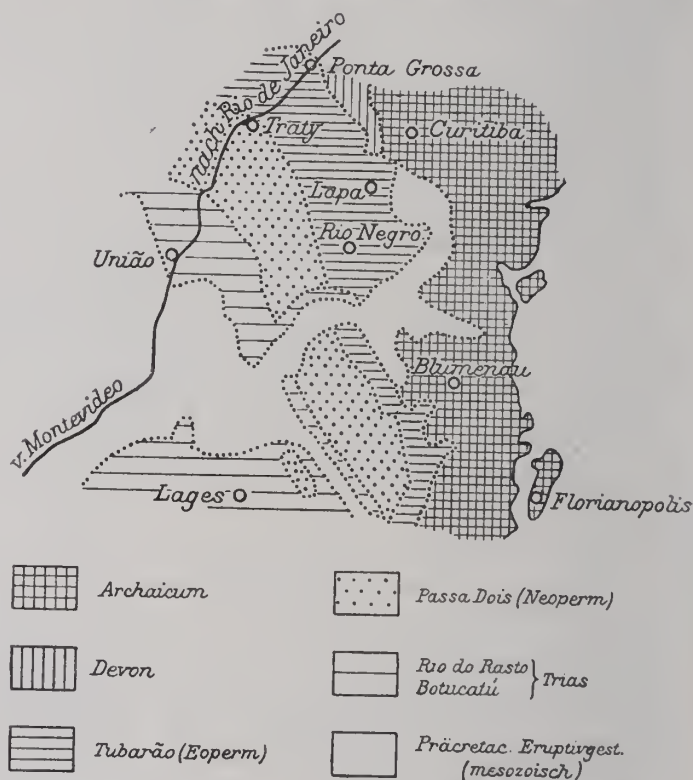 nach Rio de Janeiro
Ponta Grossa
Traty
Curitiba
Lapa
Rio Negro
União
Blumenau
v. Montevideo
Lages
Florianopolis
Archaicum
Passa Dois (Neoperm)
Devon
Rio do Rasto
Botucatú } Trias
Tubarão (Eoperm)
Präcretac. Eruptivgest.
(mesozoisch)